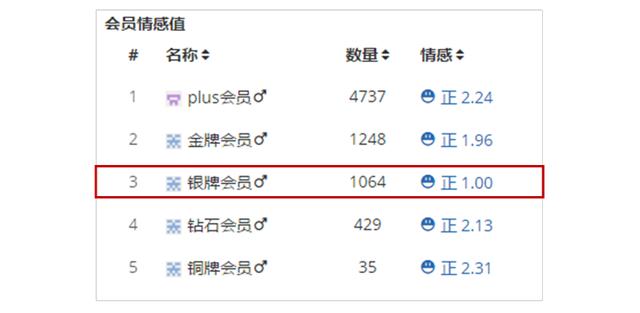 会员情感值
# 名称 数量 情感
1 plus会员♂ 4737 正 2.24
2 金牌会员♂ 1248 正 1.96
3 银牌会员♂ 1064 正 1.00
4 钻石会员♂ 429 正 2.13
5 铜牌会员♂ 35 正 2.31